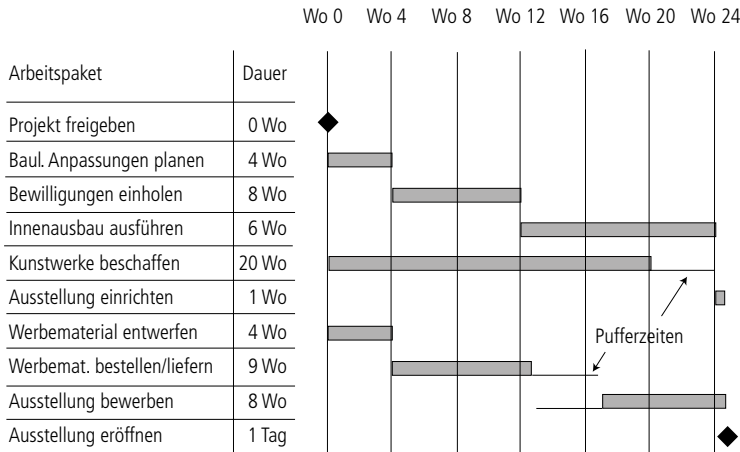 Wo 0 Wo 4 Wo 8 Wo 12 Wo 16 Wo 20 Wo 24
Arbeitspaket Dauer
Projekt freigeben 0 Wo
Baul. Anpassungen planen 4 Wo
Bewilligungen einholen 8 Wo
Innenausbau ausführen 6 Wo
Kunstwerke beschaffen 20 Wo
Ausstellung einrichten 1 Wo
Werbematerial entwerfen 4 Wo
Pufferzeiten
Werbemat. bestellen/liefern 9 Wo
Ausstellung bewerben 8 Wo
Ausstellung eröffnen 1 Tag